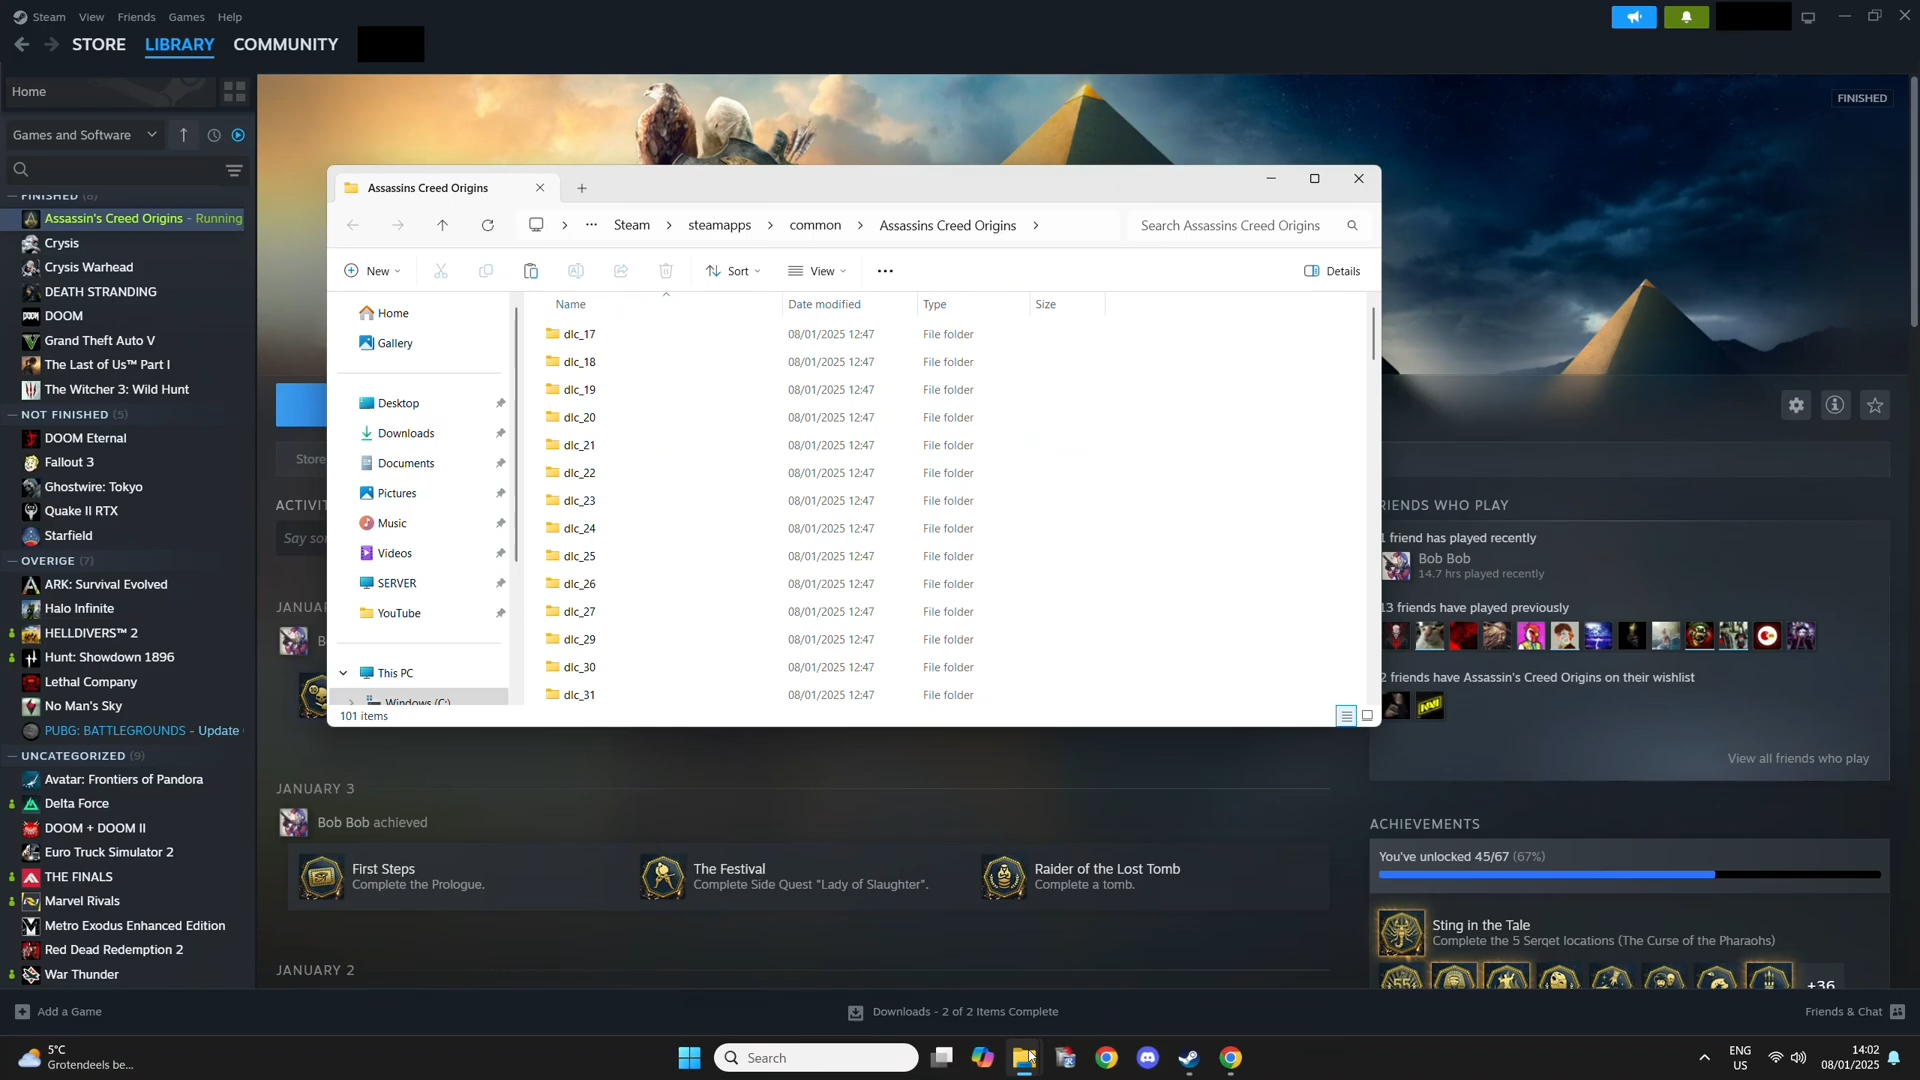 Steam View Friends Games Help
STORE LIBRARY COMMUNITY
Home
Games and Software
FINISHED
FINISHED (8)
Assassin's Creed Origins - Running
Crysis
Crysis Warhead
DEATH STRANDING
DOOM
Grand Theft Auto V
The Last of Us™ Part I
The Witcher 3: Wild Hunt
NOT FINISHED (5)
DOOM Eternal
Fallout 3
Ghostwire: Tokyo
Quake II RTX
Starfield
OVERIGE (7)
ARK: Survival Evolved
Halo Infinite
HELLDIVERS™ 2
Hunt: Showdown 1896
Lethal Company
No Man's Sky
PUBG: BATTLEGROUNDS - Update
UNCATEGORIZED (9)
Avatar: Frontiers of Pandora
Delta Force
DOOM + DOOM II
Euro Truck Simulator 2
THE FINALS
Marvel Rivals
Metro Exodus Enhanced Edition
Red Dead Redemption 2
War Thunder
Assassins Creed Origins
Steam > steamapps > common > Assassins Creed Origins >
Search Assassins Creed Origins
New Sort View ... Details
Home
Gallery
Desktop
Downloads
Documents
Pictures
Music
Videos
SERVER
YouTube
This PC
Windows (C:)
Name Date modified Type Size
dlc_17 08/01/2025 12:47 File folder
dlc_18 08/01/2025 12:47 File folder
dlc_19 08/01/2025 12:47 File folder
dlc_20 08/01/2025 12:47 File folder
dlc_21 08/01/2025 12:47 File folder
dlc_22 08/01/2025 12:47 File folder
dlc_23 08/01/2025 12:47 File folder
dlc_24 08/01/2025 12:47 File folder
dlc_25 08/01/2025 12:47 File folder
dlc_26 08/01/2025 12:47 File folder
dlc_27 08/01/2025 12:47 File folder
dlc_29 08/01/2025 12:47 File folder
dlc_30 08/01/2025 12:47 File folder
dlc_31 08/01/2025 12:47 File folder
101 items
Store
ACTIVIT
Say so
JANUA
B
JANUARY 3
Bob Bob achieved
First Steps
Complete the Prologue.
The Festival
Complete Side Quest "Lady of Slaughter".
Raider of the Lost Tomb
Complete a tomb.
JANUARY 2
RIENDS WHO PLAY
1 friend has played recently
Bob Bob
14.7 hrs played recently
13 friends have played previously
2 friends have Assassin's Creed Origins on their wishlist
View all friends who play
ACHIEVEMENTS
You've unlocked 45/67 (67%)
Sting in the Tale
Complete the 5 Serqet locations (The Curse of the Pharaohs)
+36
Add a Game
Downloads - 2 of 2 Items Complete
Friends & Chat
5°C
Grotendeels be...
Search
ENG
US
14:02
08/01/2025